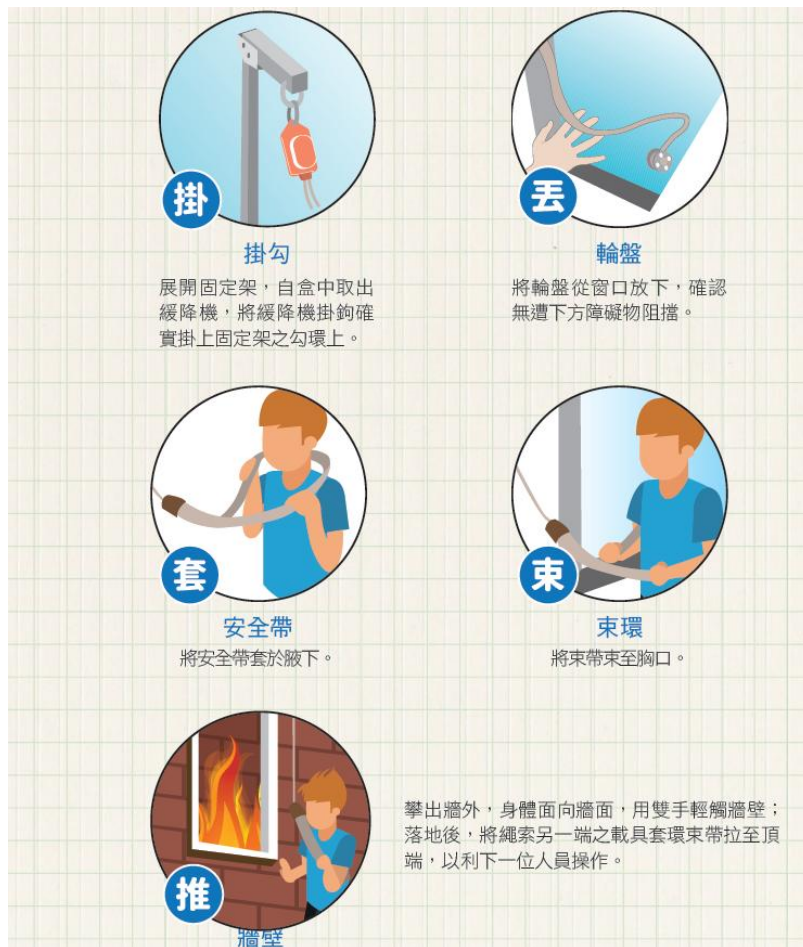 掛
掛勾
展開固定架，自盒中取出
緩降機，將緩降機掛鉤確
實掛上固定架之勾環上。
丟
輪盤
將輪盤從窗口放下，確認
無遭下方障礙物阻擋。
套
安全帶
將安全帶套於腋下。
束
束環
將束帶束至胸口。
推
牆壁
攀出牆外，身體面向牆面，用雙手輕觸牆壁；
落地後，將繩索另一端之載具套環束帶拉至頂
端，以利下一位人員操作。